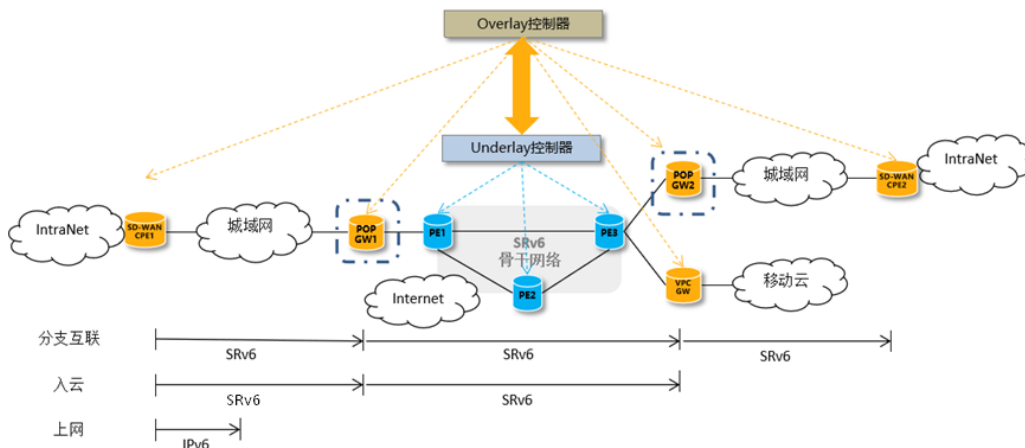 Overlay控制器
Underlay控制器
IntraNet
SD-WAN
CPE1
城域网
POP
GW1
PE1
SRv6
骨干网络
PE2
PE3
Internet
POP
GW2
城域网
SD-WAN
CPE2
IntraNet
VPC
GW
移动云
分支互联
SRv6
SRv6
SRv6
入云
SRv6
SRv6
上网
IPv6